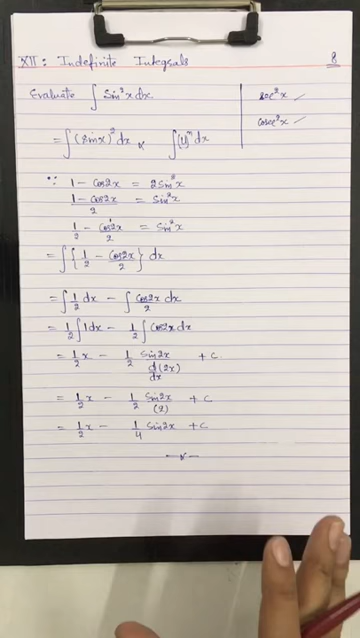 XII: Indefinite Integrals 8
Evaluate ∫ Sin²x dx.
sec²x ✓
cosec²x ✓
= ∫(sinx)² dx × ∫(y)ⁿ dx
∵ 1 - Cos2x = 2Sin²x
(1 - Cos2x)/2 = Sin²x
1/2 - Cos2x/2 = Sin²x
= ∫{1/2 - Cos2x/2} dx
= ∫1/2 dx - ∫Cos2x/2 dx
= 1/2 ∫1dx - 1/2 ∫Cos2x dx
= 1/2 x - 1/2 Sin2x/(d/dx (2x)) + c
= 1/2 x - 1/2 Sin2x/(2) + c
= 1/2 x - 1/4 Sin2x + c
—×—